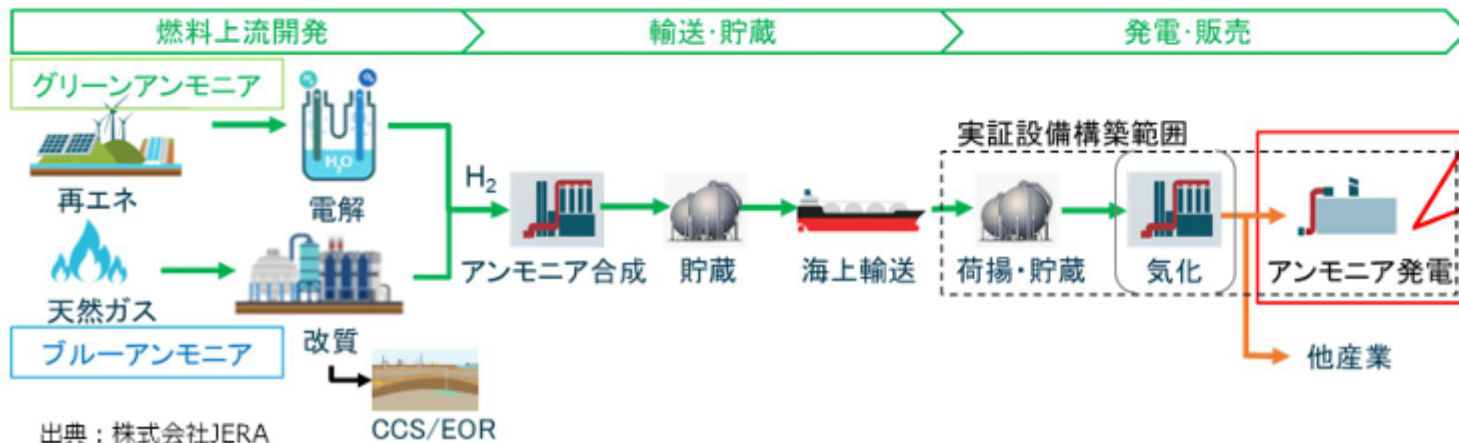 燃料上流開発
輸送・貯蔵
発電・販売
グリーンアンモニア
再エネ
H₂O
電解
天然ガス
改質
ブルーアンモニア
CCS/EOR
H₂
アンモニア合成
貯蔵
海上輸送
実証設備構築範囲
荷揚・貯蔵
気化
アンモニア発電
他産業
出典：株式会社JERA